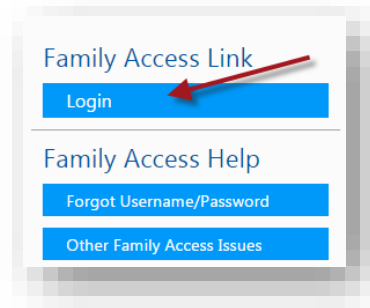 Family Access Link
Login
Family Access Help
Forgot Username/Password
Other Family Access Issues